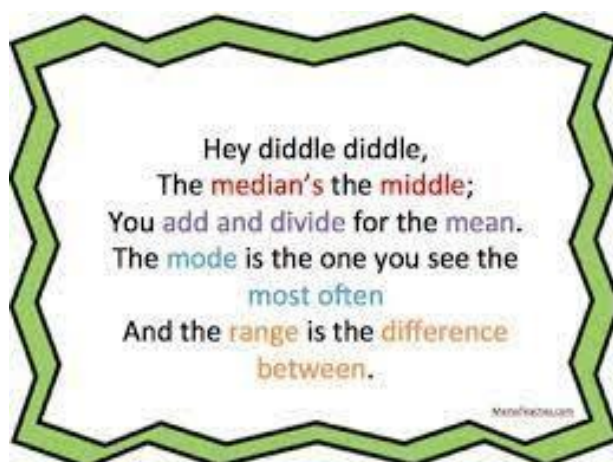 Hey diddle diddle,
The median's the middle;
You add and divide for the mean.
The mode is the one you see the
most often
And the range is the difference
between.